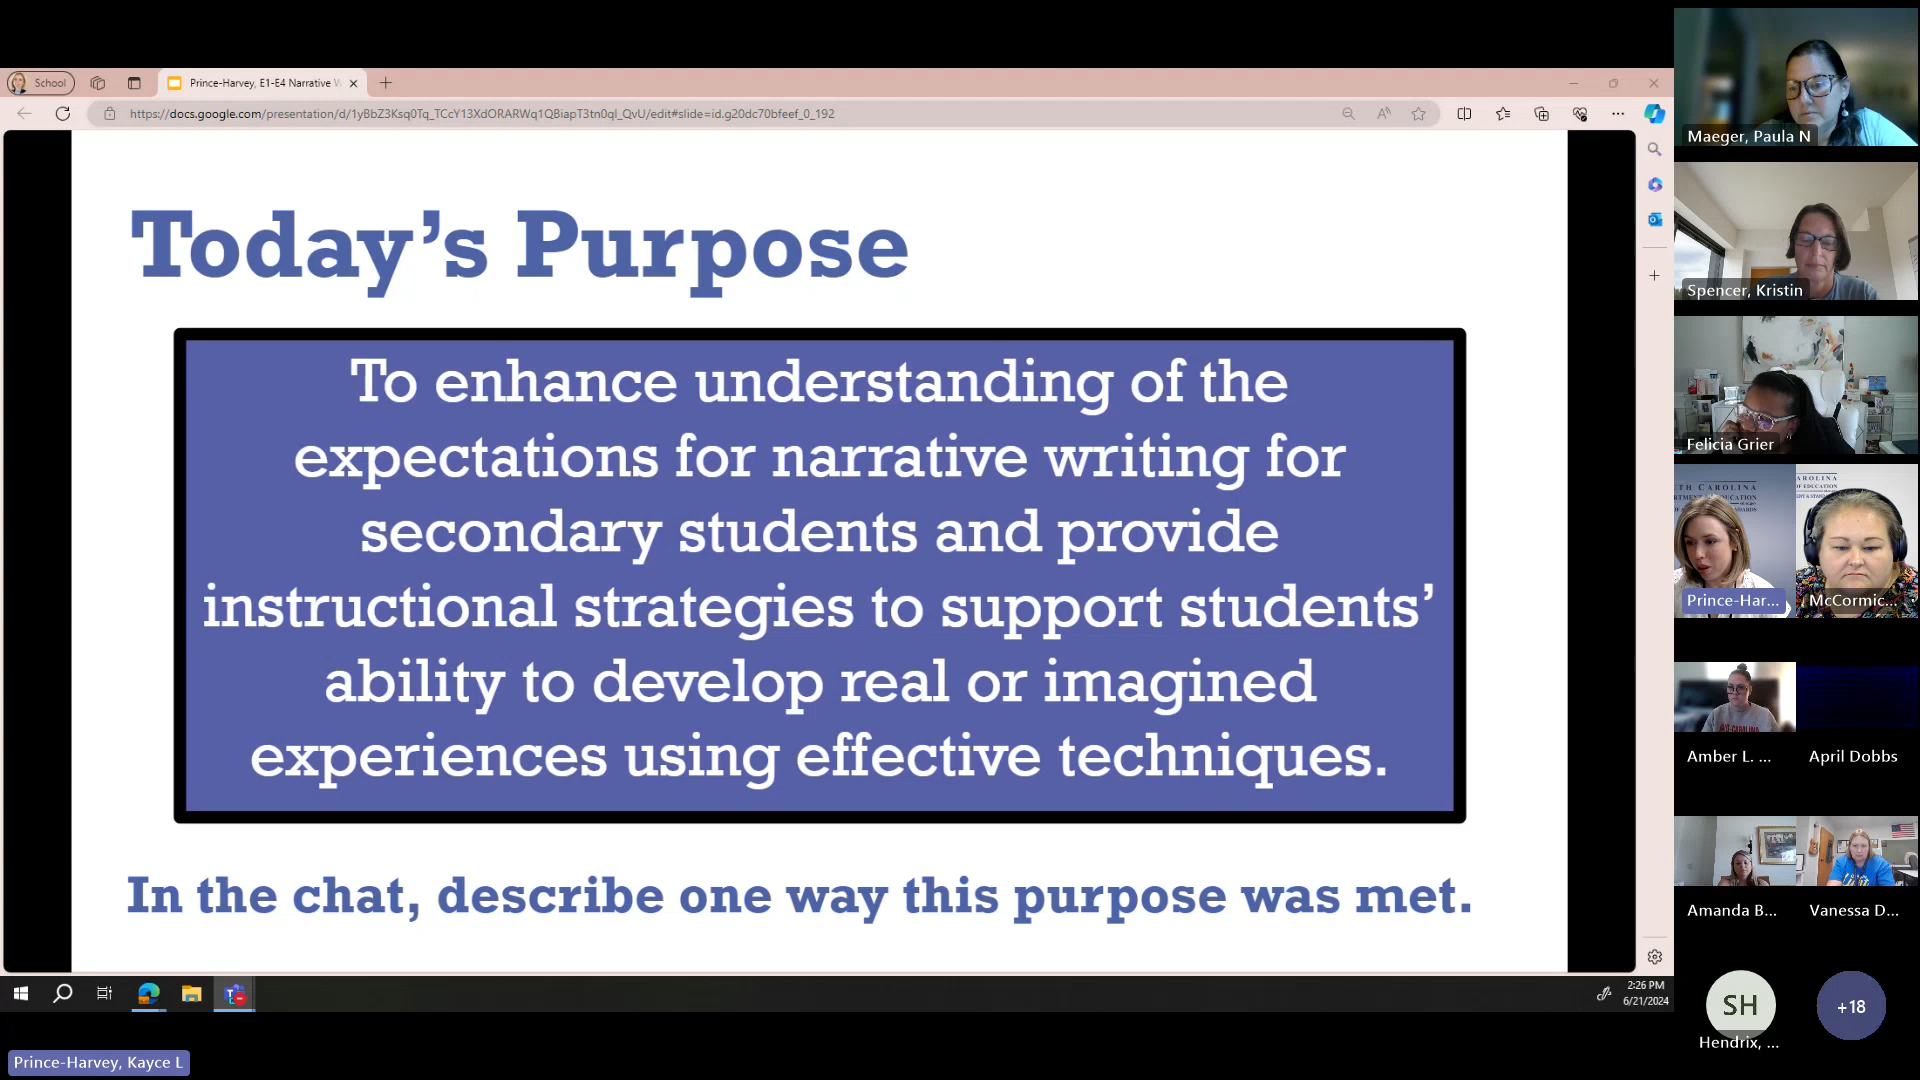 School
Prince-Harvey, E1-E4 Narrative W
https://docs.google.com/presentation/d/1yBbZ3Ksq0Tq_TCcY13XdORARWq1QBiapT3tn0ql_QvU/edit#slide=id.g20dc70bfeef_0_192
Today's Purpose
To enhance understanding of the
expectations for narrative writing for
secondary students and provide
instructional strategies to support students'
ability to develop real or imagined
experiences using effective techniques.
In the chat, describe one way this purpose was met.
2:26 PM
6/21/2024
Prince-Harvey, Kayce L
Maeger, Paula N
Spencer, Kristin
Felicia Grier
Prince-Har...
McCormic...
Amber L. ...
April Dobbs
Amanda B...
Vanessa D...
SH
Hendrix, ...
+18